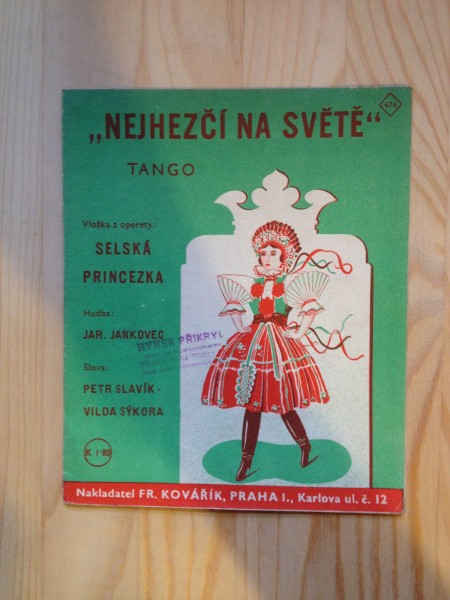 674
„NEJHEZČÍ NA SVĚTĚ“
TANGO
Vložka z operety:
SELSKÁ
PRINCEZKA
Hudba:
JAR. JANKOVEC
HYNEK PŘIKRYL
Slova:
PETR SLAVÍK -
VILDA SÝKORA
K 1·80
Nakladatel FR. KOVÁŘÍK, PRAHA I., Karlova ul. č. 12